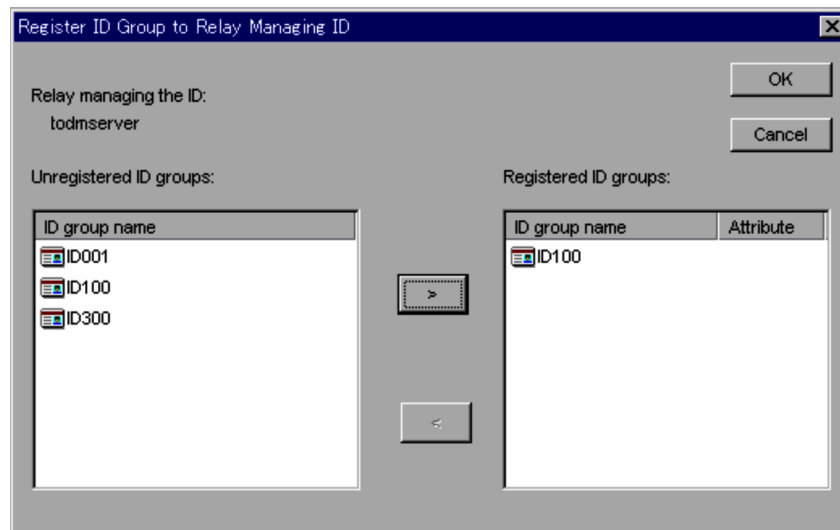 Register ID Group to Relay Managing ID
OK
Relay managing the ID:
todmserver
Cancel
Unregistered ID groups:
Registered ID groups:
ID group name
ID group name Attribute
ID001
ID100
ID100
>
ID300
<